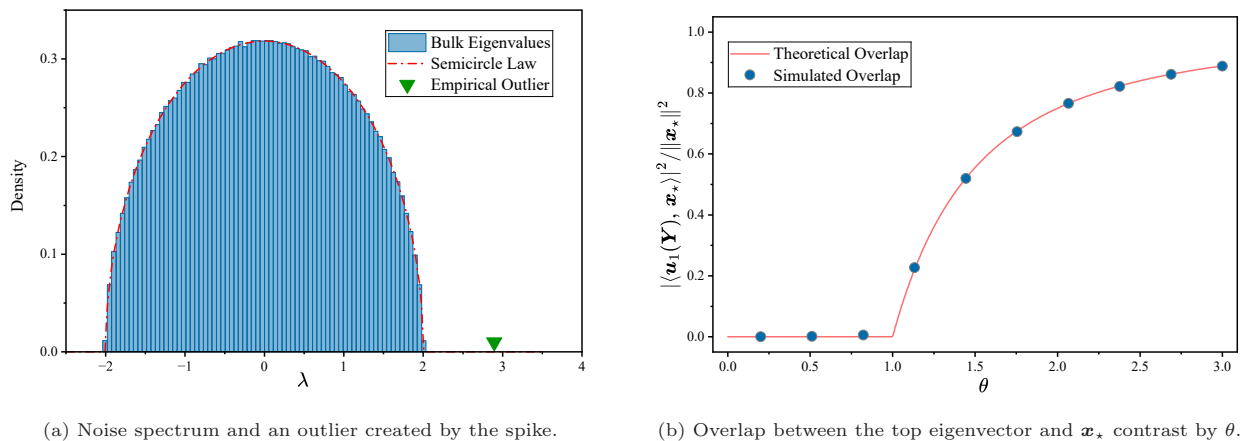 Density
0.3
0.2
0.1
0.0
−2
−1
0
1
2
3
4
λ
Bulk Eigenvalues
Semicircle Law
Empirical Outlier
(a) Noise spectrum and an outlier created by the spike.
|⟨u₁(Y), x⋆⟩|²/‖x⋆‖²
1.0
0.8
0.6
0.4
0.2
0.0
0.0
0.5
1.0
1.5
2.0
2.5
3.0
θ
Theoretical Overlap
Simulated Overlap
(b) Overlap between the top eigenvector and x⋆ contrast by θ.